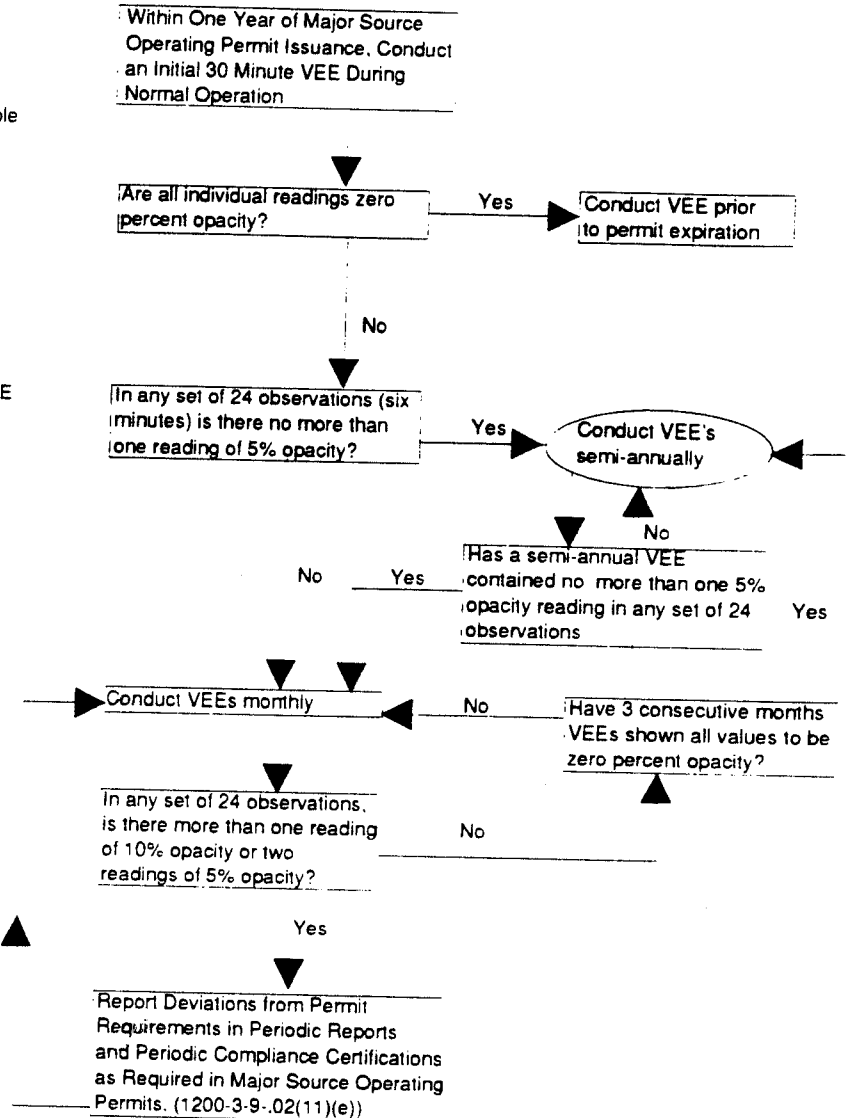 Within One Year of Major Source
Operating Permit Issuance, Conduct
an Initial 30 Minute VEE During
Normal Operation
Are all individual readings zero
percent opacity?
Yes
Conduct VEE prior
to permit expiration
No
E
In any set of 24 observations (six
minutes) is there no more than
one reading of 5% opacity?
Yes
Conduct VEE's
semi-annually
No
Has a semi-annual VEE
contained no more than one 5%
opacity reading in any set of 24
observations
No
Yes
Yes
Conduct VEEs monthly
No
Have 3 consecutive months
VEEs shown all values to be
zero percent opacity?
In any set of 24 observations,
is there more than one reading
of 10% opacity or two
readings of 5% opacity?
No
Yes
Report Deviations from Permit
Requirements in Periodic Reports
and Periodic Compliance Certifications
as Required in Major Source Operating
Permits. (1200-3-9-.02(11)(e))